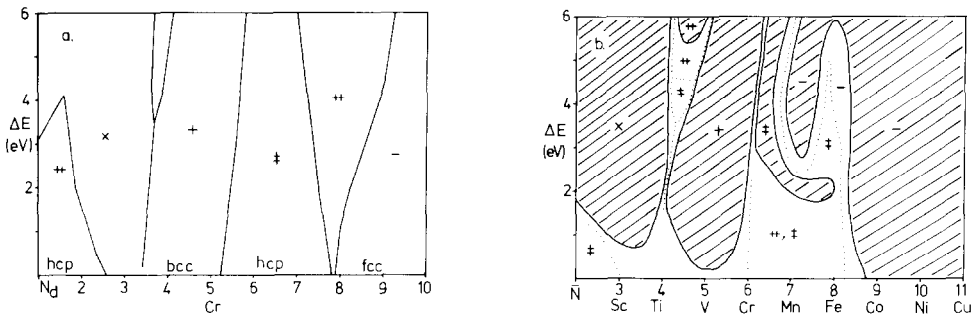 a.
6
4
ΔE
(eV)
2
hcp bcc hcp fcc
N_d 2 3 4 5 6 7 8 9 10
Cr
b.
6
4
ΔE
(eV)
2
N̄ 3 4 5 6 7 8 9 10 11
Sc Ti V Cr Mn Fe Co Ni Cu